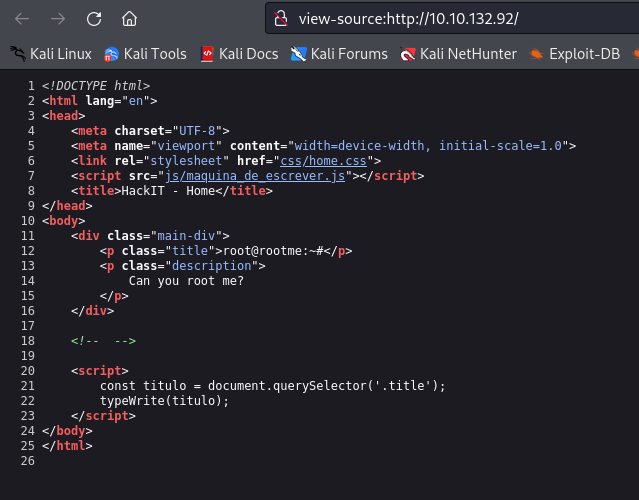 view-source:http://10.10.132.92/
Kali Linux Kali Tools Kali Docs Kali Forums Kali NetHunter Exploit-DB
1 <!DOCTYPE html>
2 <html lang="en">
3 <head>
4     <meta charset="UTF-8">
5     <meta name="viewport" content="width=device-width, initial-scale=1.0">
6     <link rel="stylesheet" href="css/home.css">
7     <script src="js/maquina_de_escrever.js"></script>
8     <title>HackIT - Home</title>
9 </head>
10 <body>
11     <div class="main-div">
12         <p class="title">root@rootme:~#</p>
13         <p class="description">
14             Can you root me?
15         </p>
16     </div>
17
18     <!--  -->
19
20     <script>
21         const titulo = document.querySelector('.title');
22         typeWrite(titulo);
23     </script>
24 </body>
25 </html>
26